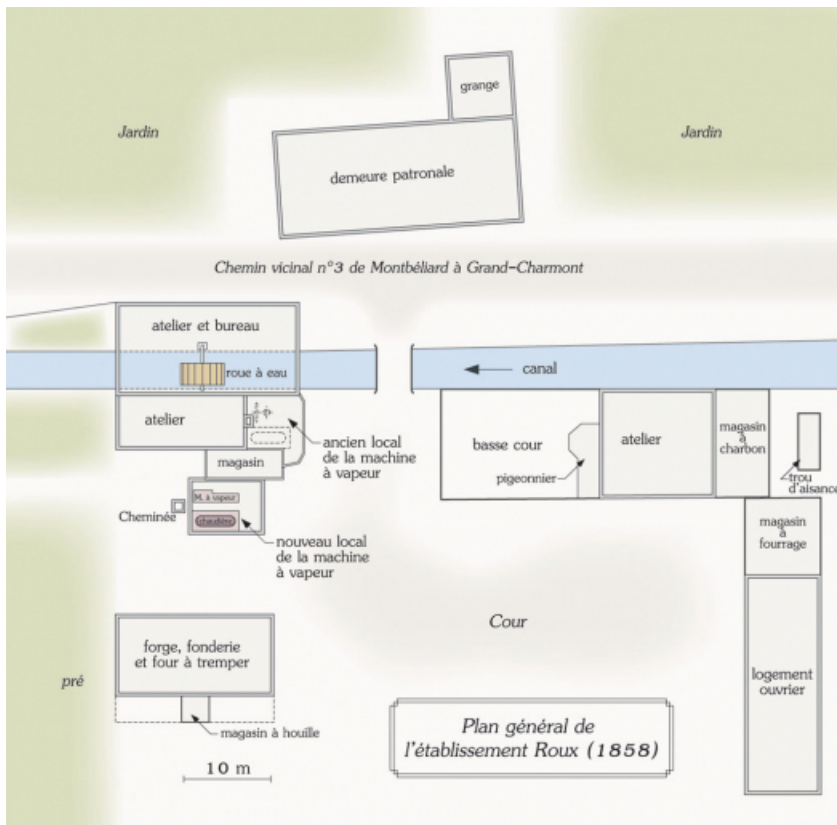 grange
Jardin
Jardin
demeure patronale
Chemin vicinal n°3 de Montbéliard à Grand-Charmont
atelier et bureau
roue à eau
canal
atelier
ancien local
de la machine
à vapeur
magasin
basse cour
pigeonnier
atelier
magasin
à
charbon
trou
d'aisance
M. à vapeur
Cheminée
chaudière
nouveau local
de la machine
à vapeur
magasin
à
fourrage
Cour
forge, fonderie
et four à tremper
pré
logement
ouvrier
magasin à houille
10 m
Plan général de
l'établissement Roux (1858)